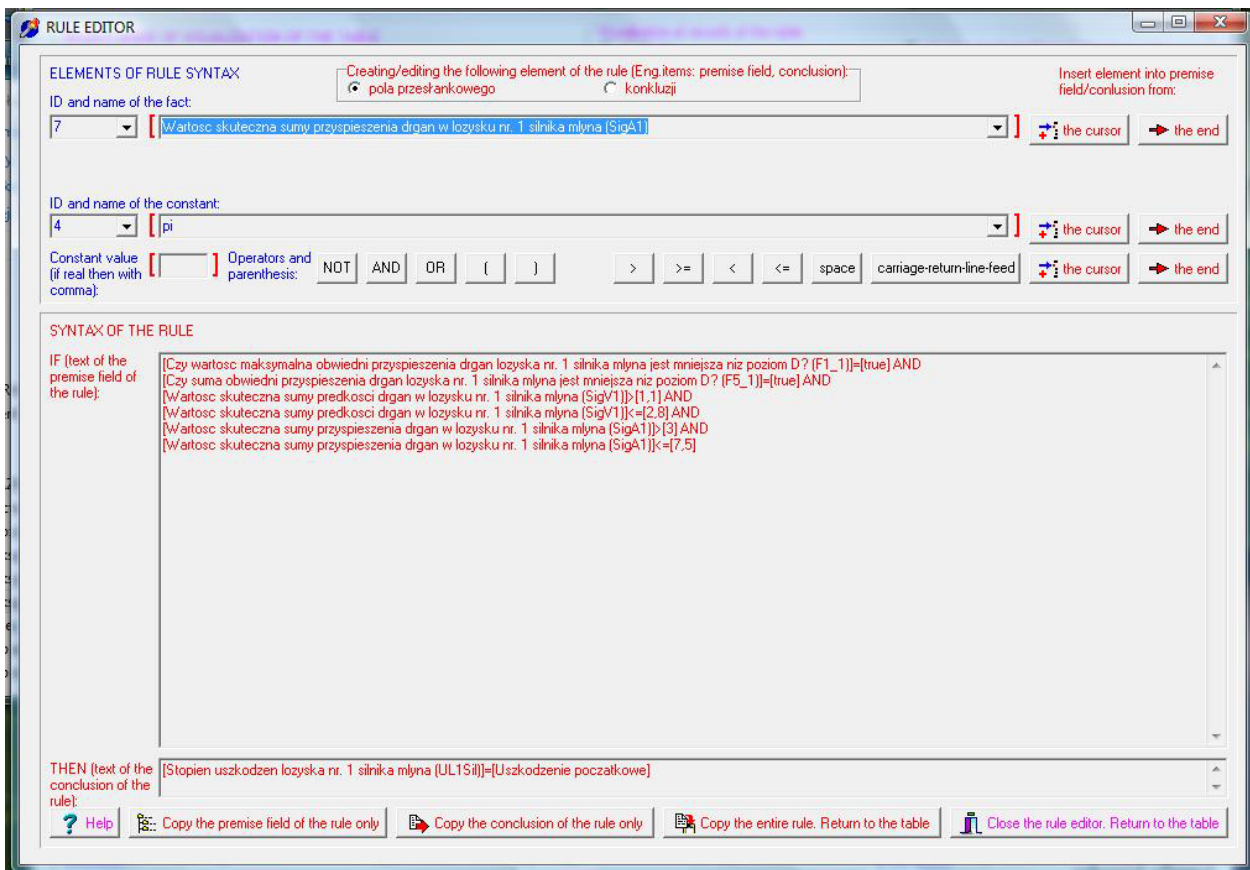 RULE EDITOR
ELEMENTS OF RULE SYNTAX
Creating/editing the following element of the rule (Eng.items: premise field, conclusion):
pola przesłankowego
konkluzji
Insert element into premise
field/conlusion from:
ID and name of the fact:
7
[
Wartosc skuteczna sumy przyspieszenia drgan w lozysku nr. 1 silnika mlyna (SigA1)
]
the cursor
the end
ID and name of the constant:
4
[
pi
]
the cursor
the end
Constant value
(if real then with
comma):
[
]
Operators and
parenthesis:
NOT
AND
OR
(
)
>
>=
<
<=
space
carriage-return-line-feed
the cursor
the end
SYNTAX OF THE RULE
IF (text of the
premise field of
the rule):
[Czy wartosc maksymalna obwiedni przyspieszenia drgan lozyska nr. 1 silnika mlyna jest mniejsza niz poziom D? (F1_1)]=[true] AND
[Czy suma obwiedni przyspieszenia drgan lozyska nr. 1 silnika mlyna jest mniejsza niz poziom D? (F5_1)]=[true] AND
[Wartosc skuteczna sumy predkosci drgan w lozysku nr. 1 silnika mlyna (SigV1)]>[1,1] AND
[Wartosc skuteczna sumy predkosci drgan w lozysku nr. 1 silnika mlyna (SigV1)]<=[2,8] AND
[Wartosc skuteczna sumy przyspieszenia drgan w lozysku nr. 1 silnika mlyna (SigA1)]>[3] AND
[Wartosc skuteczna sumy przyspieszenia drgan w lozysku nr. 1 silnika mlyna (SigA1)]<=[7,5]
THEN (text of the
conclusion of the
rule):
[Stopien uszkodzen lozyska nr. 1 silnika mlyna (UL1Sil)]=[Uszkodzenie poczatkowe]
? Help
Copy the premise field of the rule only
Copy the conclusion of the rule only
Copy the entire rule. Return to the table
Close the rule editor. Return to the table